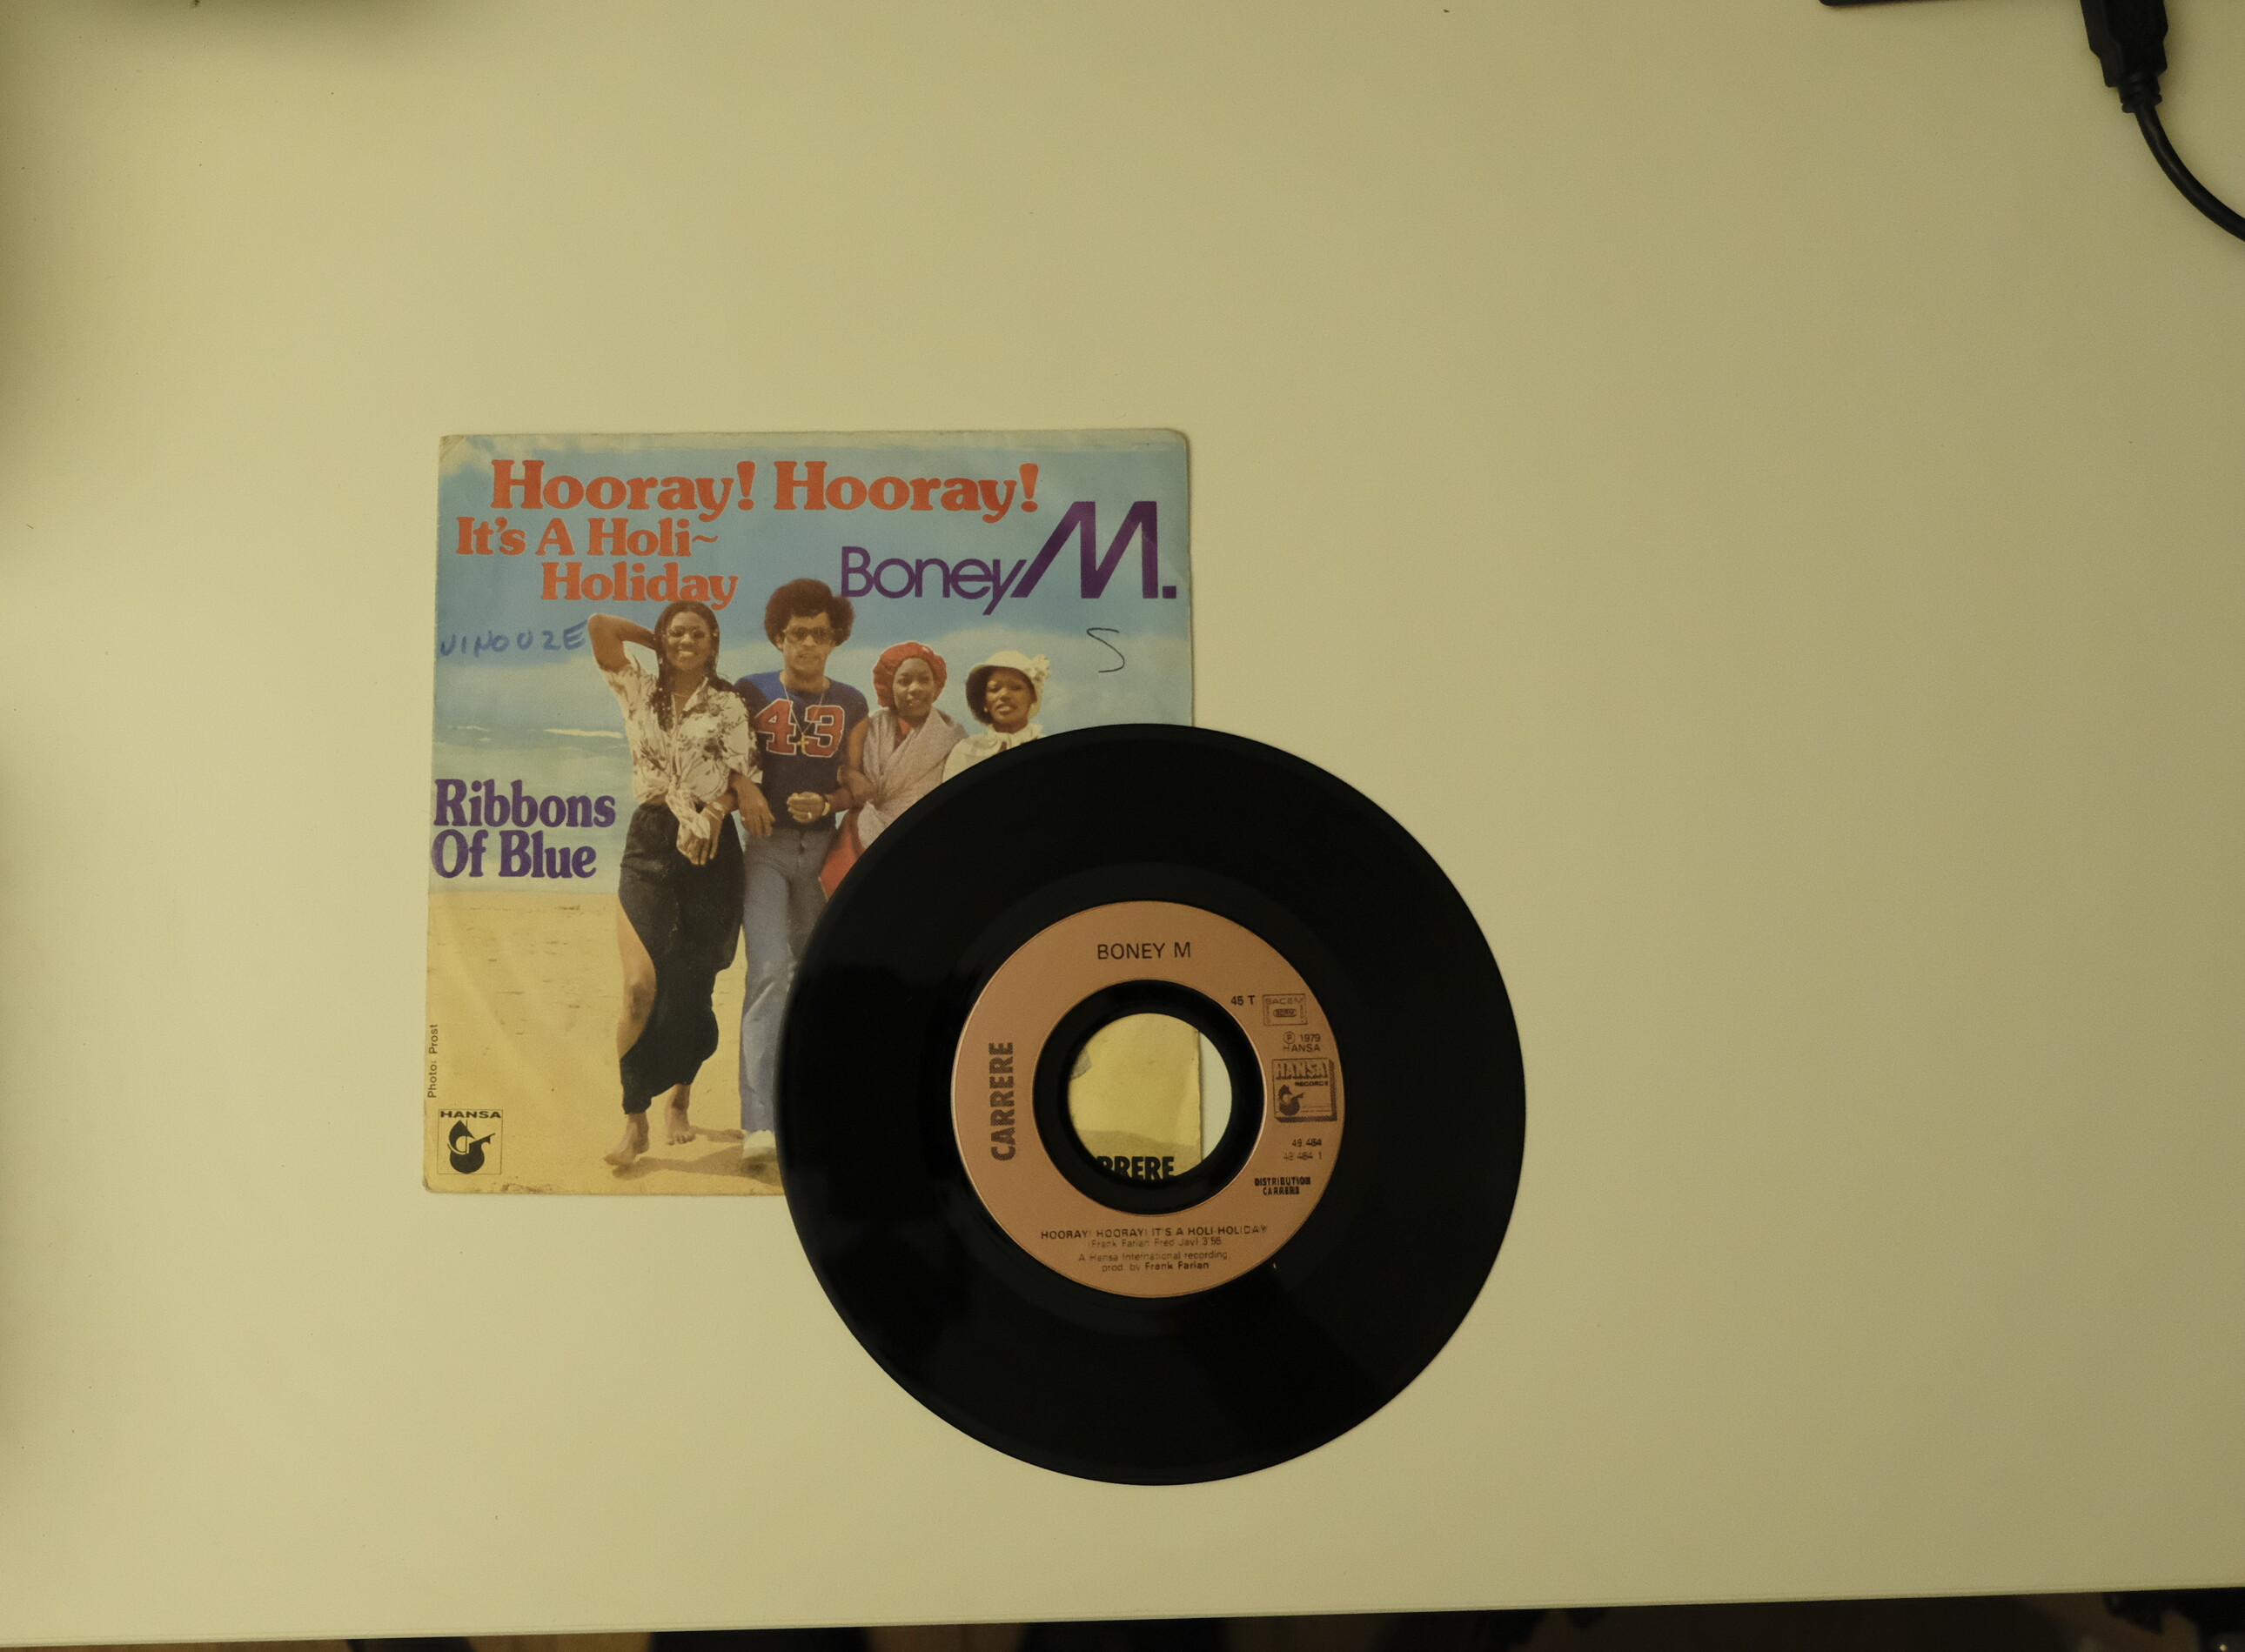 Hooray! Hooray!
It's A Holi~
Holiday
Boney M.
VINOUZE
S
43
Ribbons
Of Blue
Photo: Prost
HANSA
BONEY M
45 T
SACEM
SDRM
℗ 1979
HANSA
CARRERE
HANSA
RECORDS
49 484
49 484 1
DISTRIBUTION
CARRERE
RRERE
HOORAY! HOORAY! IT'S A HOLI-HOLIDAY
(Frank Farian Fred Jay) 3'56
A Hansa International recording
prod. by Frank Farian